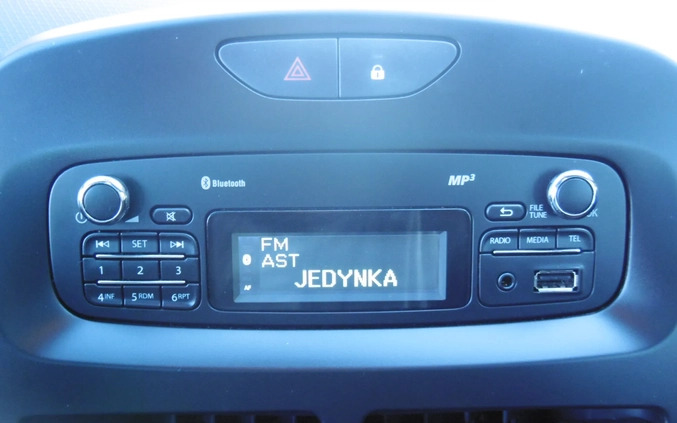 Bluetooth
MP3
FILE
TUNE
OK
SET
RADIO MEDIA TEL
FM
AST
1 2 3
AF
JEDYNKA
4 INF 5 RDM 6 RPT